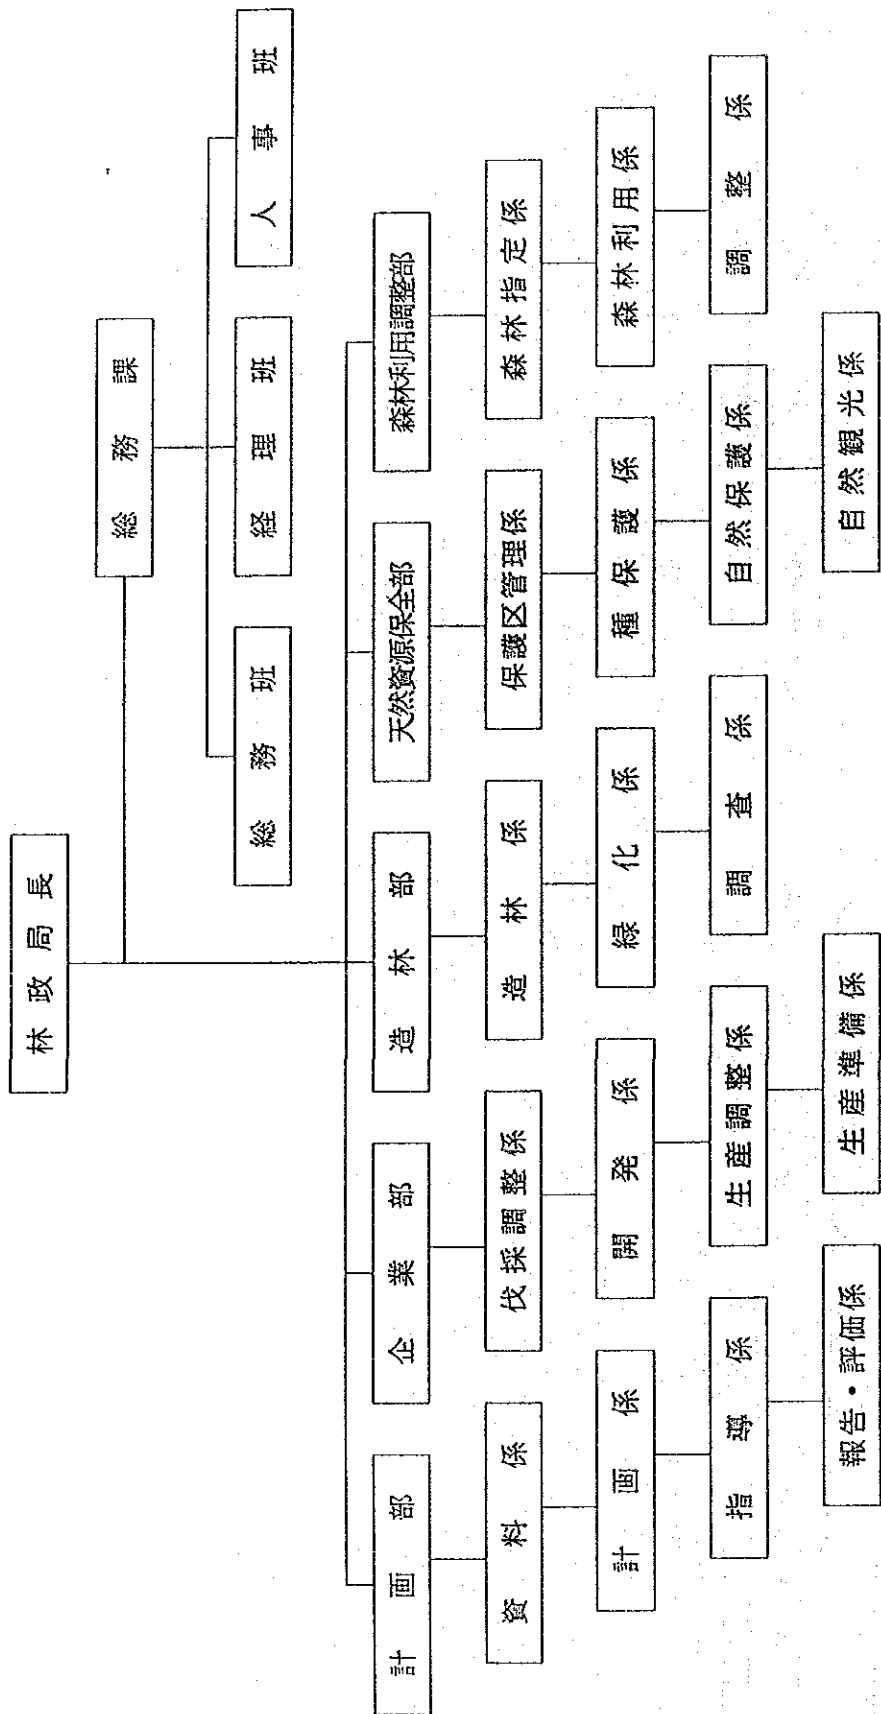 林政局長
総務課
総務班
経理班
人事班
計画部
企業部
造林部
天然資源保全部
森林利用調整部
資料係
伐採調整係
造林係
保護区管理係
森林指定係
計画係
開発係
緑化係
種保護係
森林利用係
指導係
生産調整係
調査係
自然保護係
調整係
報告・評価係
生産準備係
自然観光係